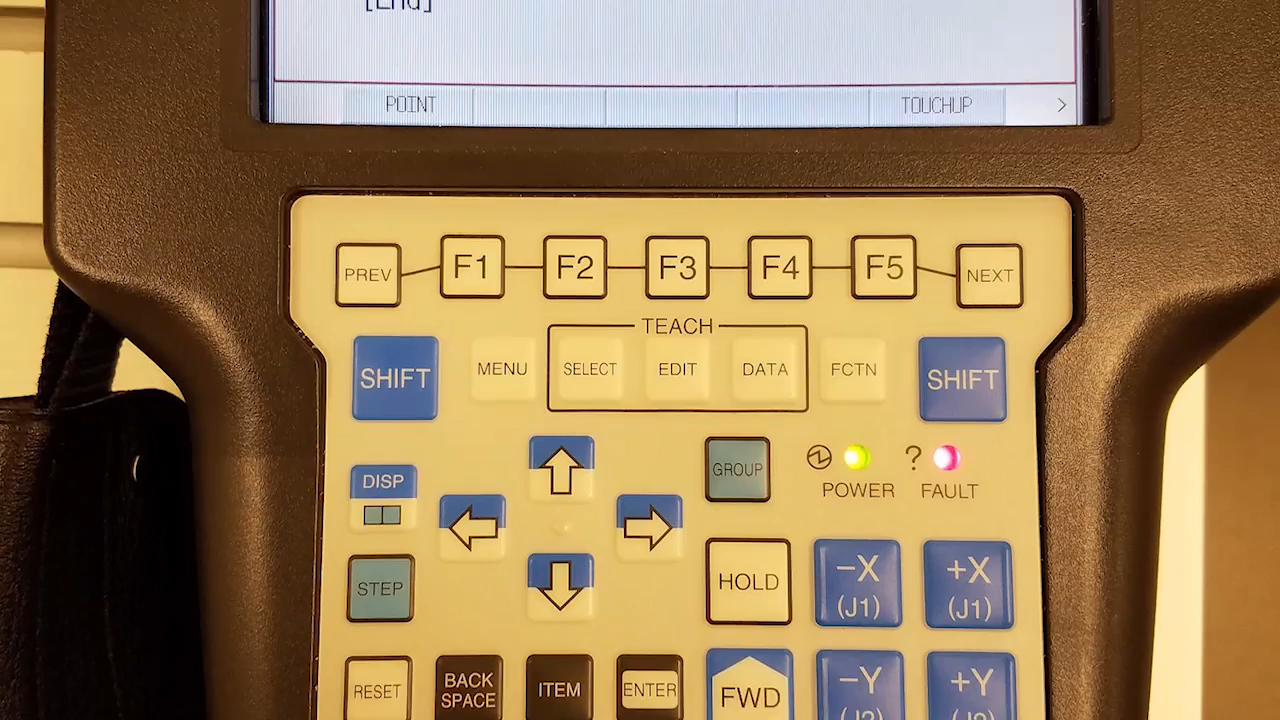 [End]
POINT TOUCHUP >
PREV F1 F2 F3 F4 F5 NEXT
TEACH
SHIFT MENU SELECT EDIT DATA FCTN SHIFT
DISP GROUP ?
POWER FAULT
STEP HOLD -X +X
(J1) (J1)
RESET BACK SPACE ITEM ENTER FWD -Y +Y